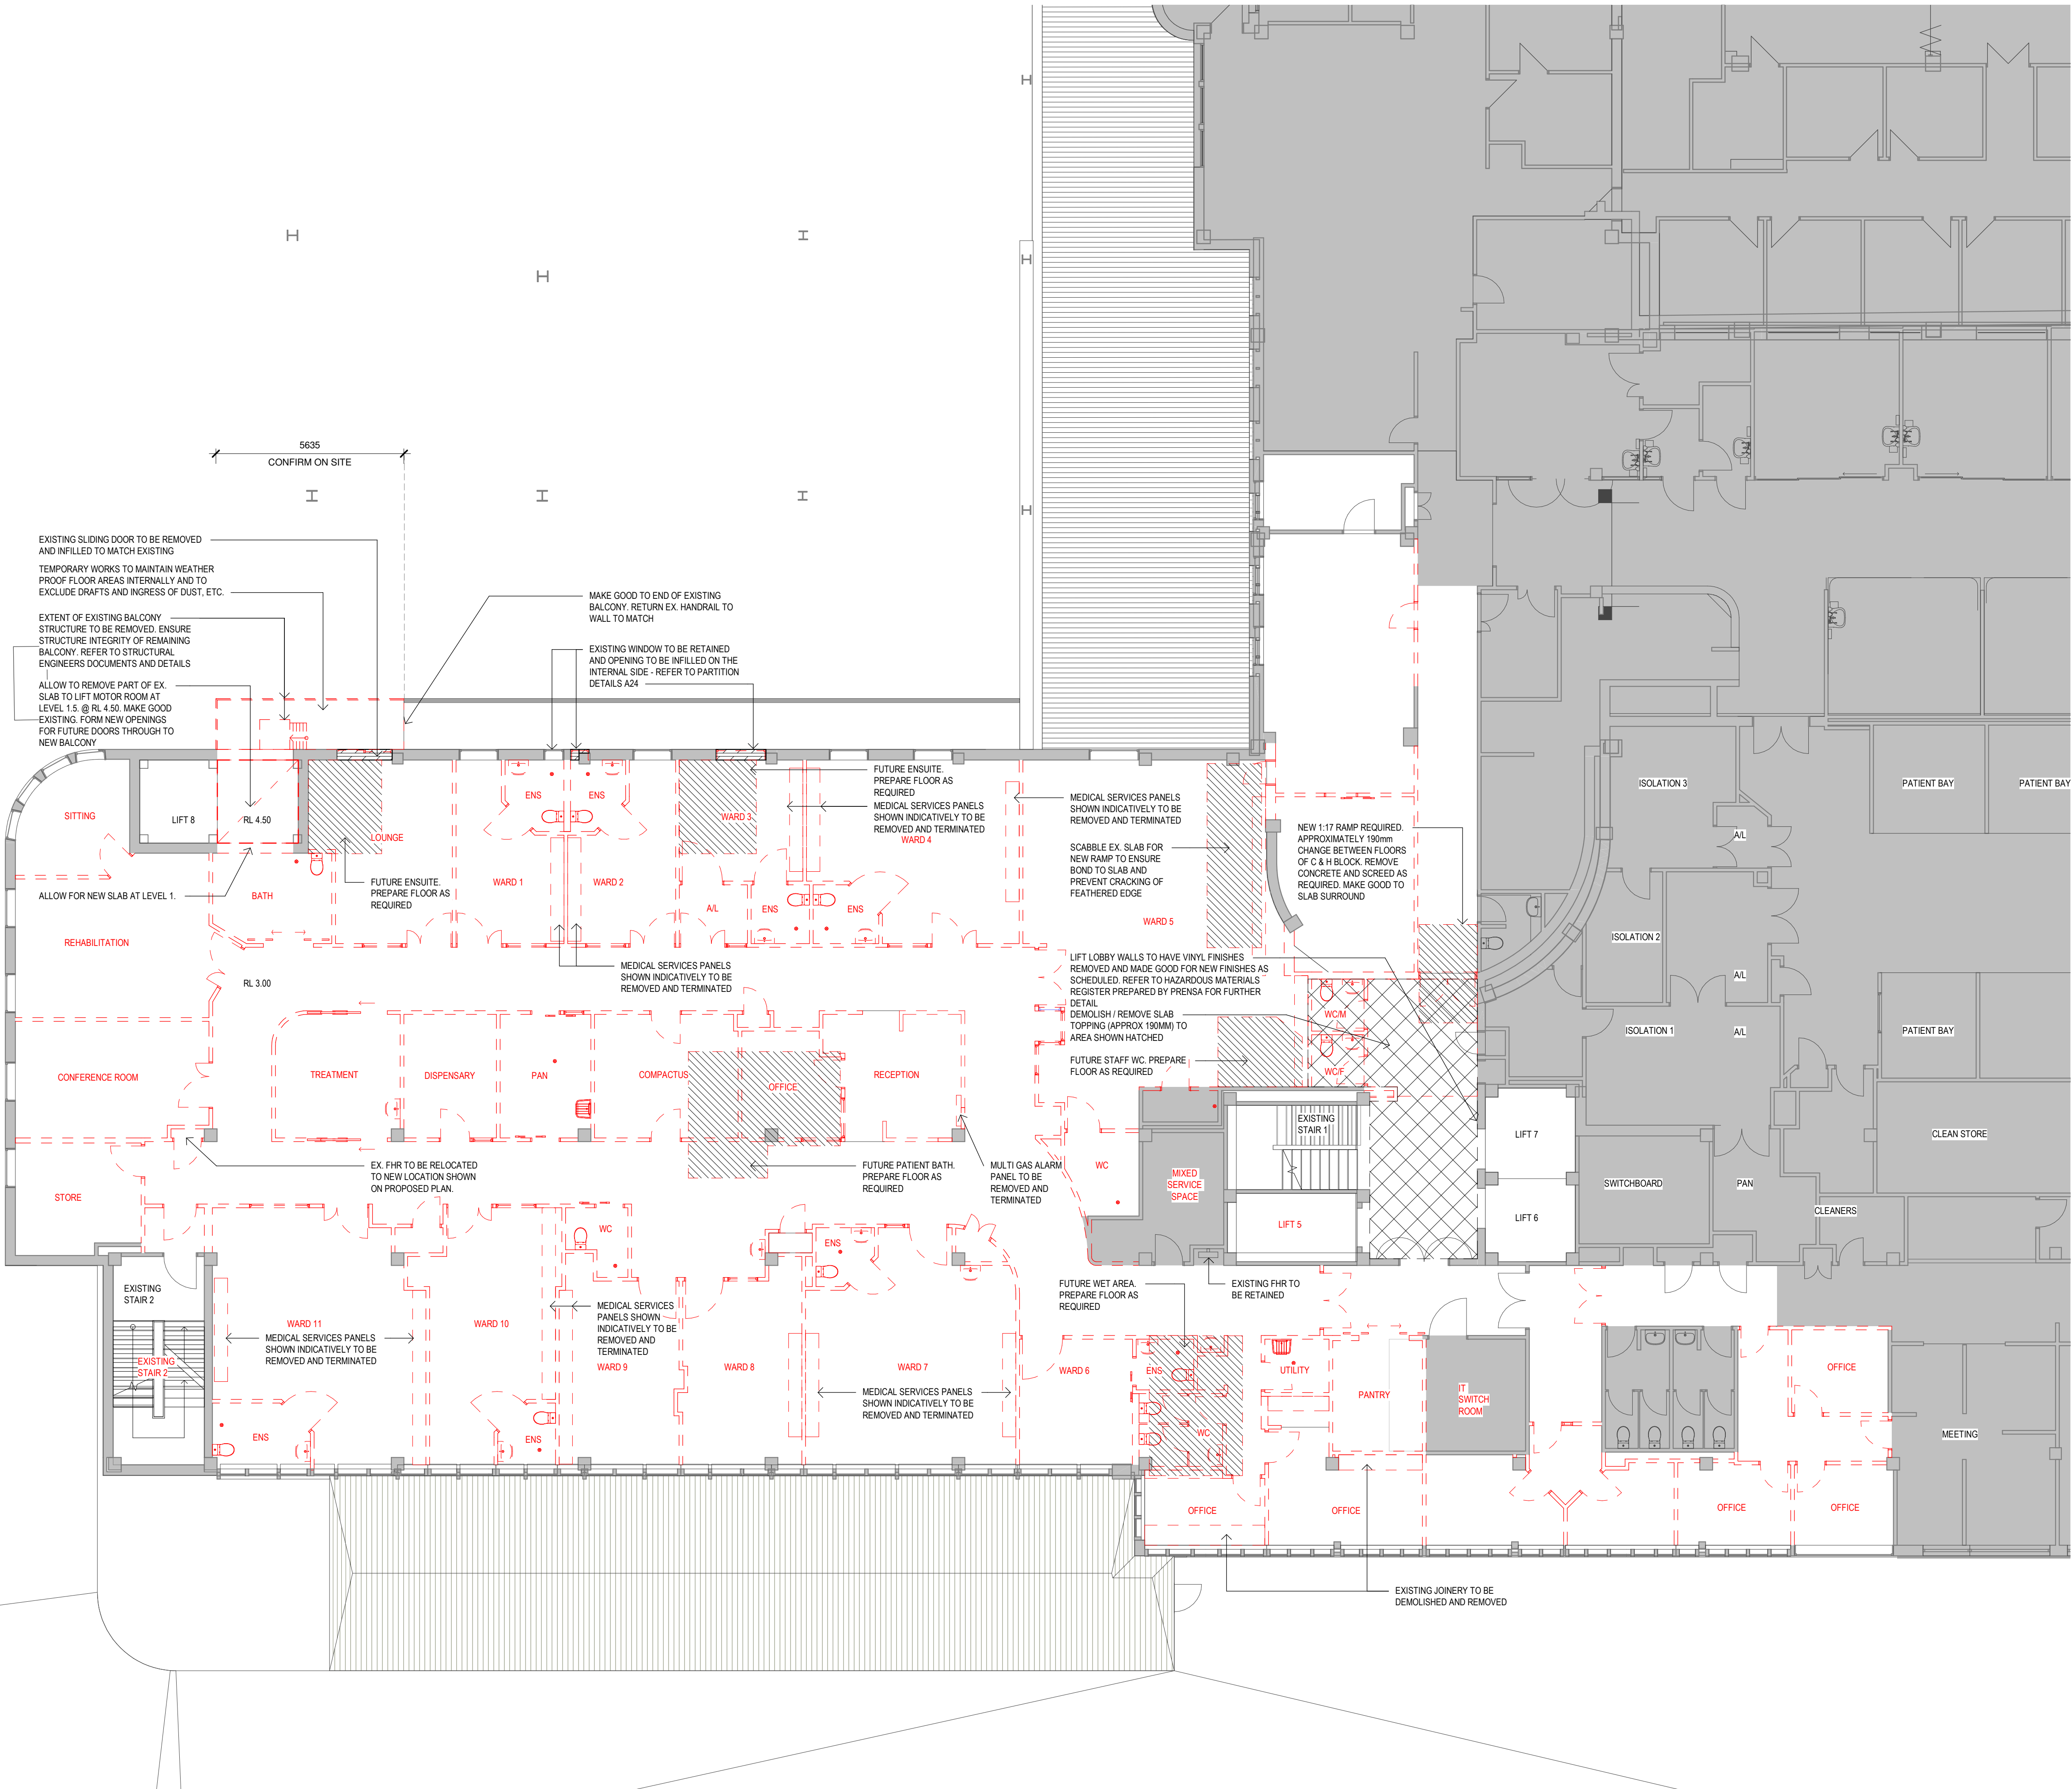 5635
CONFIRM ON SITE
EXISTING SLIDING DOOR TO BE REMOVED
AND INFILLED TO MATCH EXISTING
TEMPORARY WORKS TO MAINTAIN WEATHER
PROOF FLOOR AREAS INTERNALLY AND TO
EXCLUDE DRAFTS AND INGRESS OF DUST, ETC.
EXTENT OF EXISTING BALCONY
STRUCTURE TO BE REMOVED. ENSURE
STRUCTURE INTEGRITY OF REMAINING
BALCONY. REFER TO STRUCTURAL
ENGINEERS DOCUMENTS AND DETAILS
ALLOW TO REMOVE PART OF EX.
SLAB TO LIFT MOTOR ROOM AT
LEVEL 1.5. @ RL 4.50. MAKE GOOD
EXISTING. FORM NEW OPENINGS
FOR FUTURE DOORS THROUGH TO
NEW BALCONY
MAKE GOOD TO END OF EXISTING
BALCONY. RETURN EX. HANDRAIL TO
WALL TO MATCH
EXISTING WINDOW TO BE RETAINED
AND OPENING TO BE INFILLED ON THE
INTERNAL SIDE - REFER TO PARTITION
DETAILS A24
SITTING
LIFT 8
RL 4.50
LOUNGE
ENS
ENS
WARD 3
FUTURE ENSUITE.
PREPARE FLOOR AS
REQUIRED
MEDICAL SERVICES PANELS
SHOWN INDICATIVELY TO BE
REMOVED AND TERMINATED
WARD 4
MEDICAL SERVICES PANELS
SHOWN INDICATIVELY TO BE
REMOVED AND TERMINATED
SCABBLE EX. SLAB FOR
NEW RAMP TO ENSURE
BOND TO SLAB AND
PREVENT CRACKING OF
FEATHERED EDGE
NEW 1:17 RAMP REQUIRED.
APPROXIMATELY 190mm
CHANGE BETWEEN FLOORS
OF C & H BLOCK. REMOVE
CONCRETE AND SCREED AS
REQUIRED. MAKE GOOD TO
SLAB SURROUND
ISOLATION 3
PATIENT BAY
PATIENT BAY
A/L
ALLOW FOR NEW SLAB AT LEVEL 1.
BATH
FUTURE ENSUITE.
PREPARE FLOOR AS
REQUIRED
WARD 1
WARD 2
A/L
ENS
ENS
WARD 5
REHABILITATION
ISOLATION 2
RL 3.00
MEDICAL SERVICES PANELS
SHOWN INDICATIVELY TO BE
REMOVED AND TERMINATED
LIFT LOBBY WALLS TO HAVE VINYL FINISHES
REMOVED AND MADE GOOD FOR NEW FINISHES AS
SCHEDULED. REFER TO HAZARDOUS MATERIALS
REGISTER PREPARED BY PRENSA FOR FURTHER
DETAIL
DEMOLISH / REMOVE SLAB
TOPPING (APPROX 190MM) TO
AREA SHOWN HATCHED
FUTURE STAFF WC. PREPARE
FLOOR AS REQUIRED
WC/M
WC/F
A/L
ISOLATION 1
A/L
PATIENT BAY
CONFERENCE ROOM
TREATMENT
DISPENSARY
PAN
COMPACTUS
OFFICE
RECEPTION
EXISTING
STAIR 1
LIFT 7
CLEAN STORE
EX. FHR TO BE RELOCATED
TO NEW LOCATION SHOWN
ON PROPOSED PLAN.
FUTURE PATIENT BATH.
PREPARE FLOOR AS
REQUIRED
MULTI GAS ALARM
PANEL TO BE
REMOVED AND
TERMINATED
WC
MIXED
SERVICE
SPACE
LIFT 5
LIFT 6
SWITCHBOARD
PAN
CLEANERS
STORE
WC
ENS
EXISTING
STAIR 2
EXISTING
STAIR 2
WARD 11
MEDICAL SERVICES PANELS
SHOWN INDICATIVELY TO BE
REMOVED AND TERMINATED
WARD 10
MEDICAL SERVICES
PANELS SHOWN
INDICATIVELY TO BE
REMOVED AND
TERMINATED
WARD 9
WARD 8
WARD 7
MEDICAL SERVICES PANELS
SHOWN INDICATIVELY TO BE
REMOVED AND TERMINATED
WARD 6
FUTURE WET AREA.
PREPARE FLOOR AS
REQUIRED
EXISTING FHR TO
BE RETAINED
ENS
WC
UTILITY
PANTRY
IT
SWITCH
ROOM
OFFICE
MEETING
ENS
ENS
OFFICE
OFFICE
OFFICE
OFFICE
EXISTING JOINERY TO BE
DEMOLISHED AND REMOVED